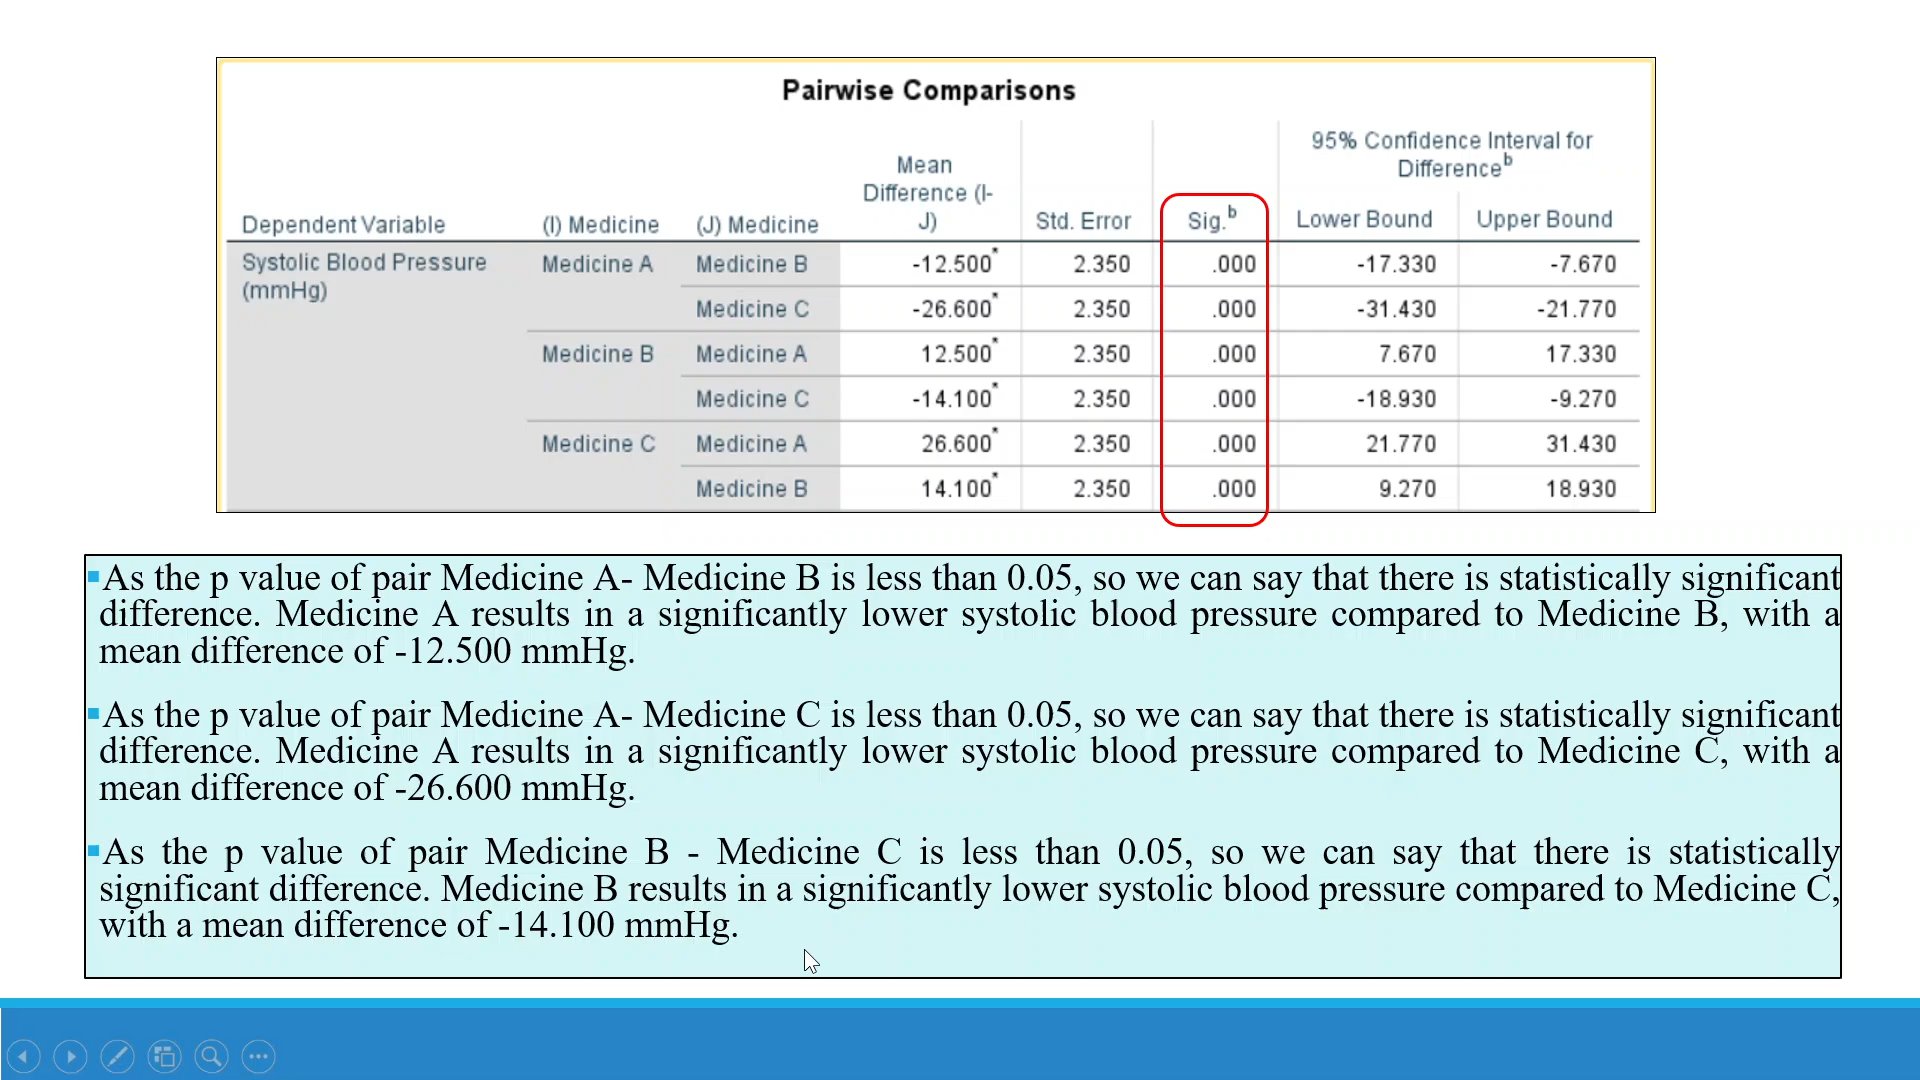 Pairwise Comparisons
95% Confidence Interval for
Differenceᵇ
Mean
Difference (I-
J)
Dependent Variable (I) Medicine (J) Medicine Std. Error Sig.ᵇ Lower Bound Upper Bound
Systolic Blood Pressure Medicine A Medicine B -12.500* 2.350 .000 -17.330 -7.670
(mmHg)
Medicine C -26.600* 2.350 .000 -31.430 -21.770
Medicine B Medicine A 12.500* 2.350 .000 7.670 17.330
Medicine C -14.100* 2.350 .000 -18.930 -9.270
Medicine C Medicine A 26.600* 2.350 .000 21.770 31.430
Medicine B 14.100* 2.350 .000 9.270 18.930
▪As the p value of pair Medicine A- Medicine B is less than 0.05, so we can say that there is statistically significant
difference. Medicine A results in a significantly lower systolic blood pressure compared to Medicine B, with a
mean difference of -12.500 mmHg.
▪As the p value of pair Medicine A- Medicine C is less than 0.05, so we can say that there is statistically significant
difference. Medicine A results in a significantly lower systolic blood pressure compared to Medicine C, with a
mean difference of -26.600 mmHg.
▪As the p value of pair Medicine B - Medicine C is less than 0.05, so we can say that there is statistically
significant difference. Medicine B results in a significantly lower systolic blood pressure compared to Medicine C,
with a mean difference of -14.100 mmHg.